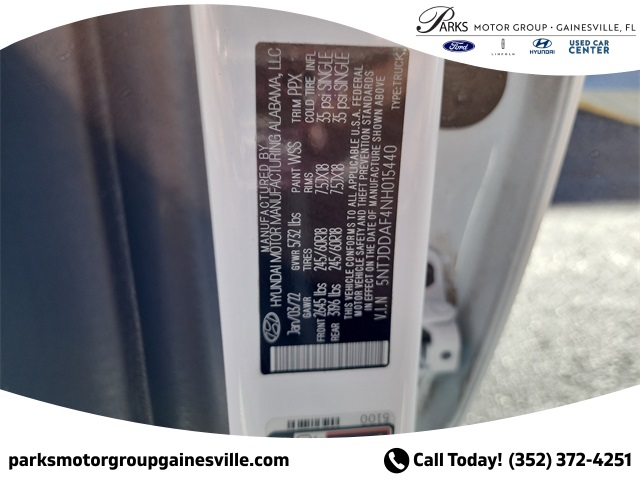 PARKS MOTOR GROUP · GAINESVILLE, FL
Ford LINCOLN HYUNDAI USED CAR CENTER
MANUFACTURED BY
HYUNDAI MOTOR MANUFACTURING ALABAMA, LLC
Jan/03/22 GVWR 5732 lbs PAINT WSS TRIM PPX
GAWR TIRES RIMS COLD TIRE INFL
FRONT 2645 lbs 245/60R18 7.5JX18 35 psi SINGLE
REAR 3196 lbs 245/60R18 7.5JX18 35 psi SINGLE
THIS VEHICLE CONFORMS TO ALL APPLICABLE U.S.A. FEDERAL
MOTOR VEHICLE SAFETY AND THEFT PREVENTION STANDARDS
IN EFFECT ON THE DATE OF MANUFACTURE SHOWN ABOVE
V.I.N 5NTJDDAF4NH015440 TYPE:TRUCK
5100
parksmotorgroupgainesville.com Call Today! (352) 372-4251